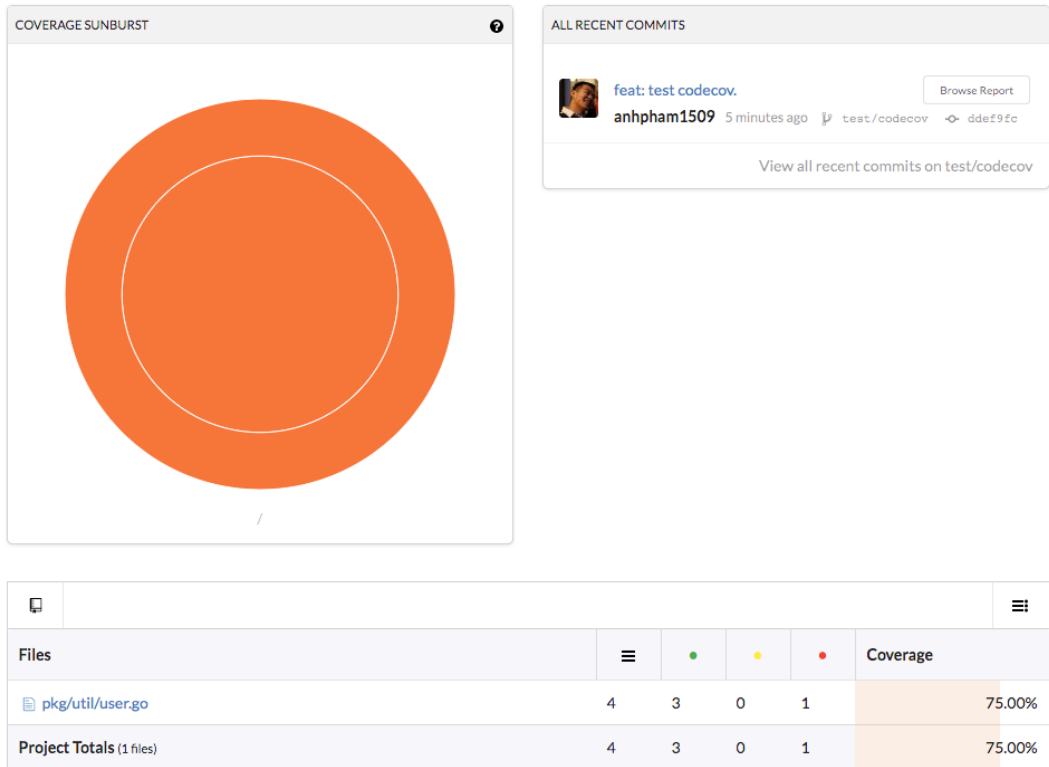 COVERAGE SUNBURST
/
ALL RECENT COMMITS
feat: test codecov.
Browse Report
anhpham1509 5 minutes ago test/codecov ddef9fc
View all recent commits on test/codecov
Files Coverage
pkg/util/user.go 4 3 0 1 75.00%
Project Totals (1 files) 4 3 0 1 75.00%